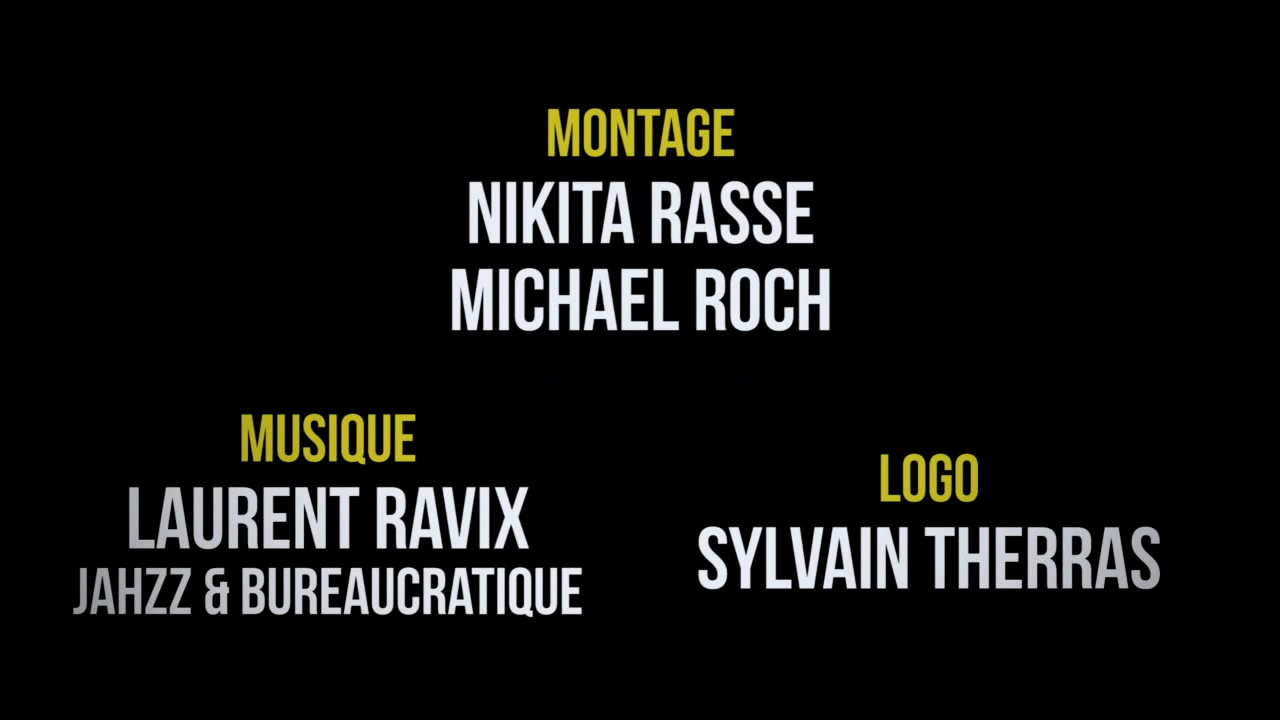 MONTAGE
NIKITA RASSE
MICHAEL ROCH
MUSIQUE
LAURENT RAVIX
JAHZZ & BUREAUCRATIQUE
LOGO
SYLVAIN THERRAS